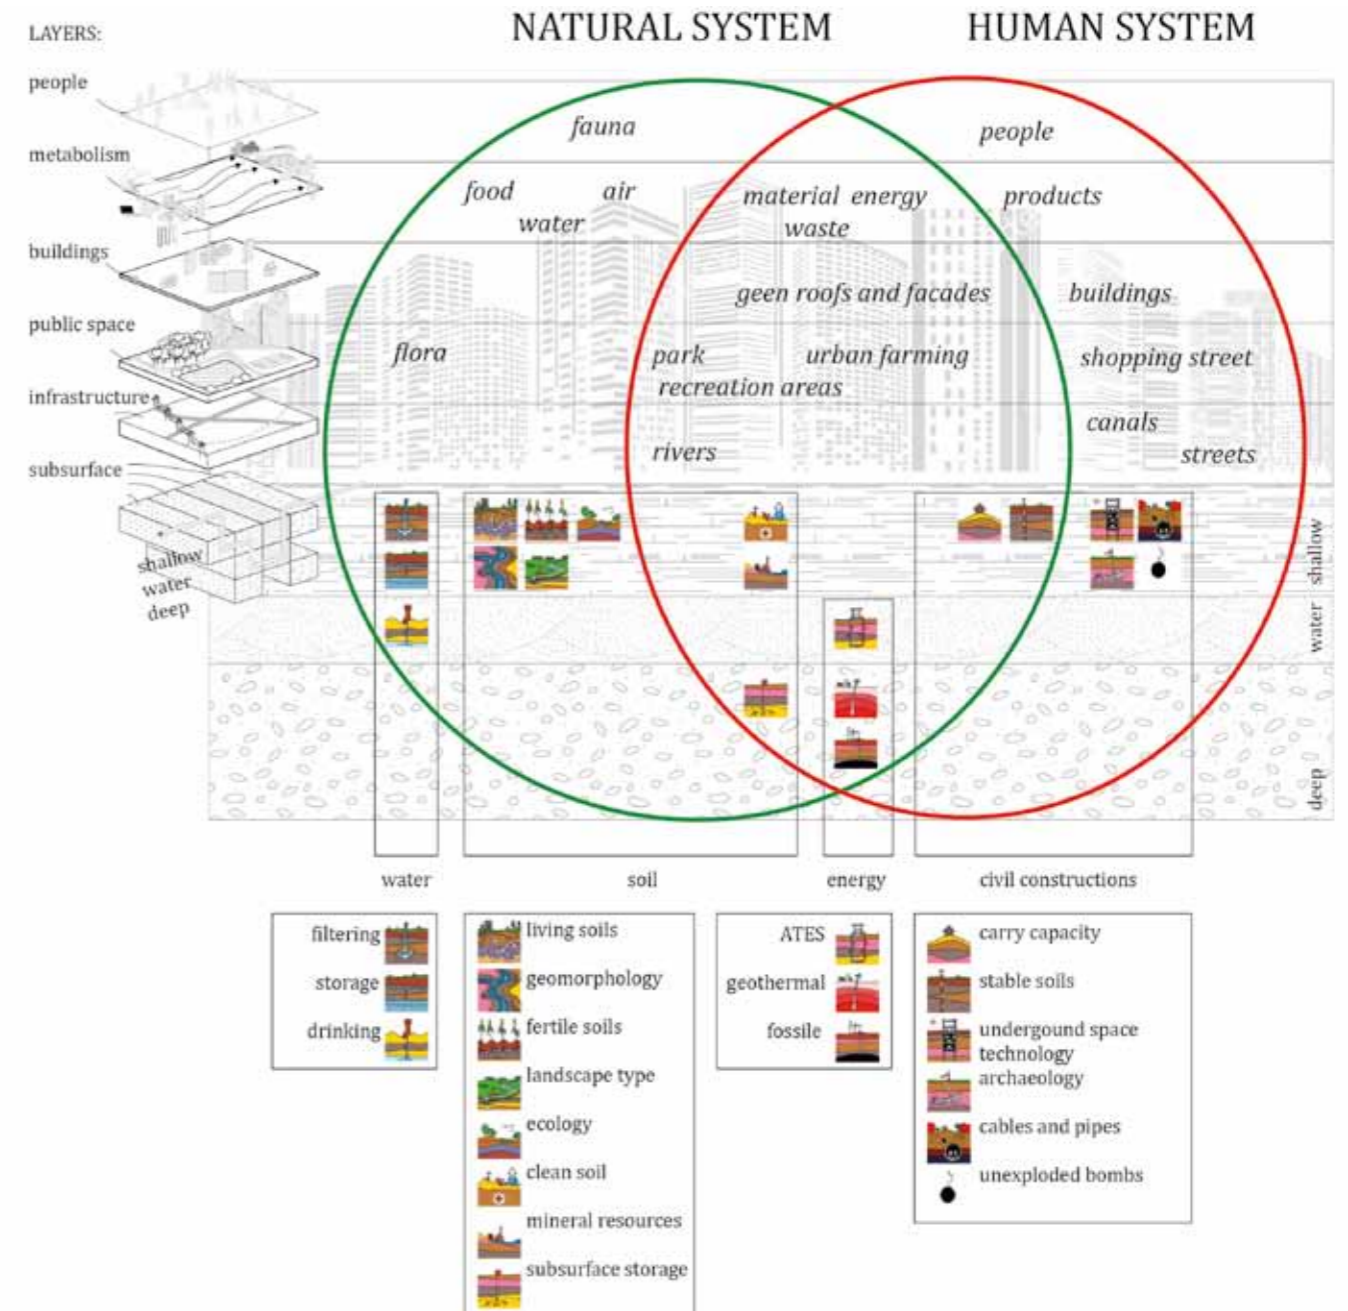 NATURAL SYSTEM
HUMAN SYSTEM
LAYERS:
people
metabolism
buildings
public space
infrastructure
subsurface
shallow
water
deep
fauna
people
food
air
water
material energy
waste
products
geen roofs and facades
buildings
flora
park
urban farming
shopping street
recreation areas
canals
rivers
streets
shallow
water
deep
water
soil
energy
civil constructions
filtering
storage
drinking
living soils
geomorphology
fertile soils
landscape type
ecology
clean soil
mineral resources
subsurface storage
ATES
geothermal
fossile
carry capacity
stable soils
undergound space
technology
archaeology
cables and pipes
unexploded bombs